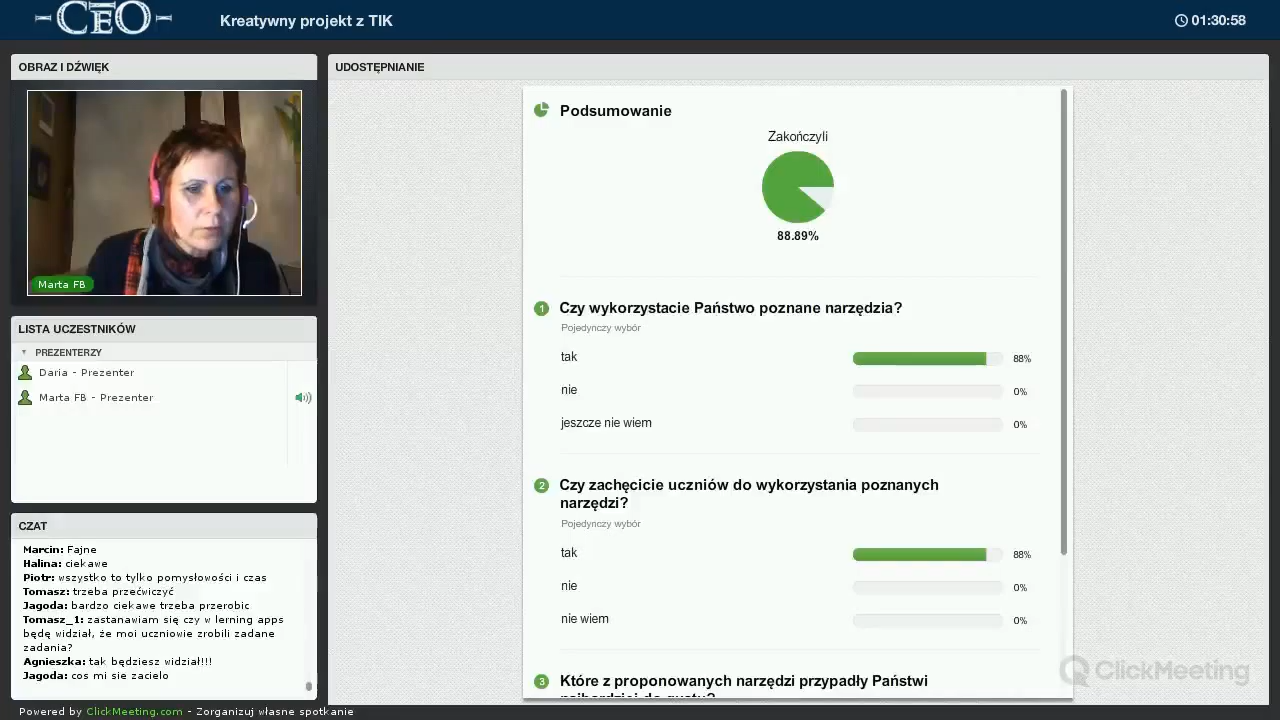 CEO
Kreatywny projekt z TIK
01:30:58
OBRAZ I DŹWIĘK
Marta FB
LISTA UCZESTNIKÓW
PREZENTERZY
Daria - Prezenter
Marta FB - Prezenter
CZAT
Marcin: Fajne
Halina: ciekawe
Piotr: wszystko to tylko pomysłowości i czas
Tomasz: trzeba przećwiczyć
Jagoda: bardzo ciekawe trzeba przerobic
Tomasz_1: zastanawiam się czy w lerning apps
będę widział, że moi uczniowie zrobili zadane
zadania?
Agnieszka: tak będziesz widział!!!
Jagoda: cos mi sie zacielo
Powered by ClickMeeting.com - Zorganizuj własne spotkanie
UDOSTĘPNIANIE
Podsumowanie
Zakończyli
88.89%
1 Czy wykorzystacie Państwo poznane narzędzia?
Pojedynczy wybór
tak 88%
nie 0%
jeszcze nie wiem 0%
2 Czy zachęcicie uczniów do wykorzystania poznanych
narzędzi?
Pojedynczy wybór
tak 88%
nie 0%
nie wiem 0%
3 Które z proponowanych narzędzi przypadły Państwi
najbardziej do gustu?
ClickMeeting